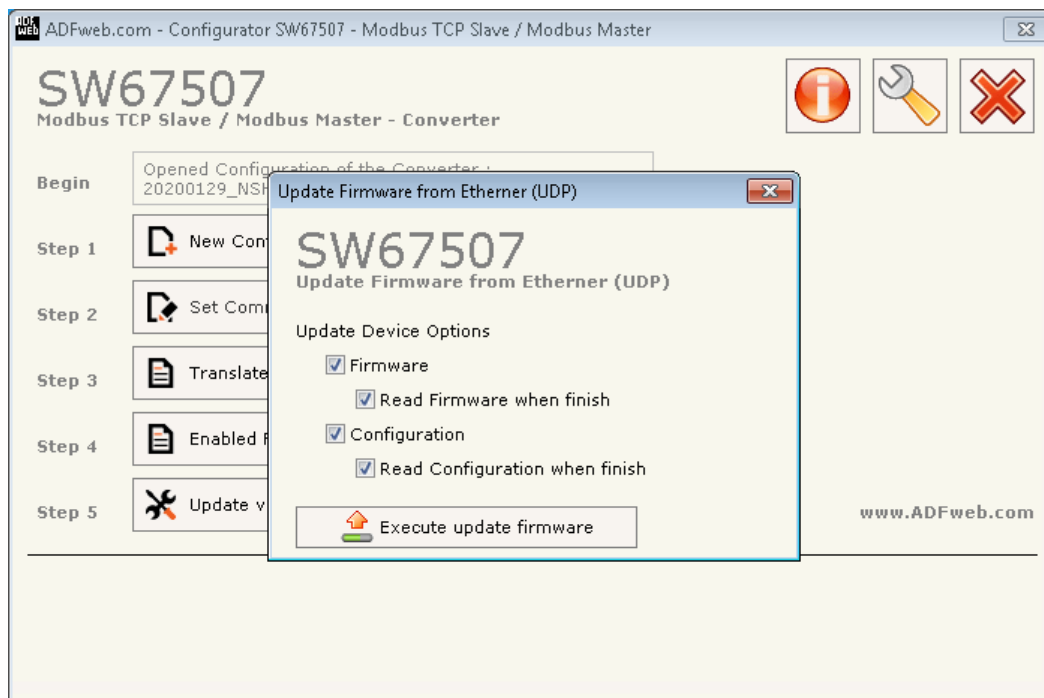 ADF
WEB
ADFweb.com - Configurator SW67507 - Modbus TCP Slave / Modbus Master
SW67507
Modbus TCP Slave / Modbus Master - Converter
Begin
Opened Configuration of the Converter :
20200129_NSH
Step 1
New Con
Step 2
Set Com
Step 3
Translate
Step 4
Enabled
Step 5
Update v
www.ADFweb.com
Update Firmware from Etherner (UDP)
SW67507
Update Firmware from Etherner (UDP)
Update Device Options
Firmware
Read Firmware when finish
Configuration
Read Configuration when finish
Execute update firmware